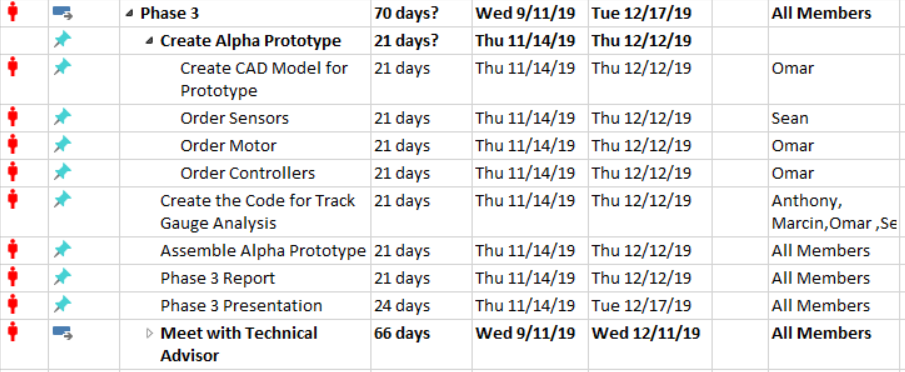 Phase 3 70 days? Wed 9/11/19 Tue 12/17/19 All Members
Create Alpha Prototype 21 days? Thu 11/14/19 Thu 12/12/19
Create CAD Model for 21 days Thu 11/14/19 Thu 12/12/19 Omar
Prototype
Order Sensors 21 days Thu 11/14/19 Thu 12/12/19 Sean
Order Motor 21 days Thu 11/14/19 Thu 12/12/19 Omar
Order Controllers 21 days Thu 11/14/19 Thu 12/12/19 Omar
Create the Code for Track 21 days Thu 11/14/19 Thu 12/12/19 Anthony,
Gauge Analysis Marcin,Omar ,Se
Assemble Alpha Prototype 21 days Thu 11/14/19 Thu 12/12/19 All Members
Phase 3 Report 21 days Thu 11/14/19 Thu 12/12/19 All Members
Phase 3 Presentation 24 days Thu 11/14/19 Tue 12/17/19 All Members
Meet with Technical 66 days Wed 9/11/19 Wed 12/11/19 All Members
Advisor